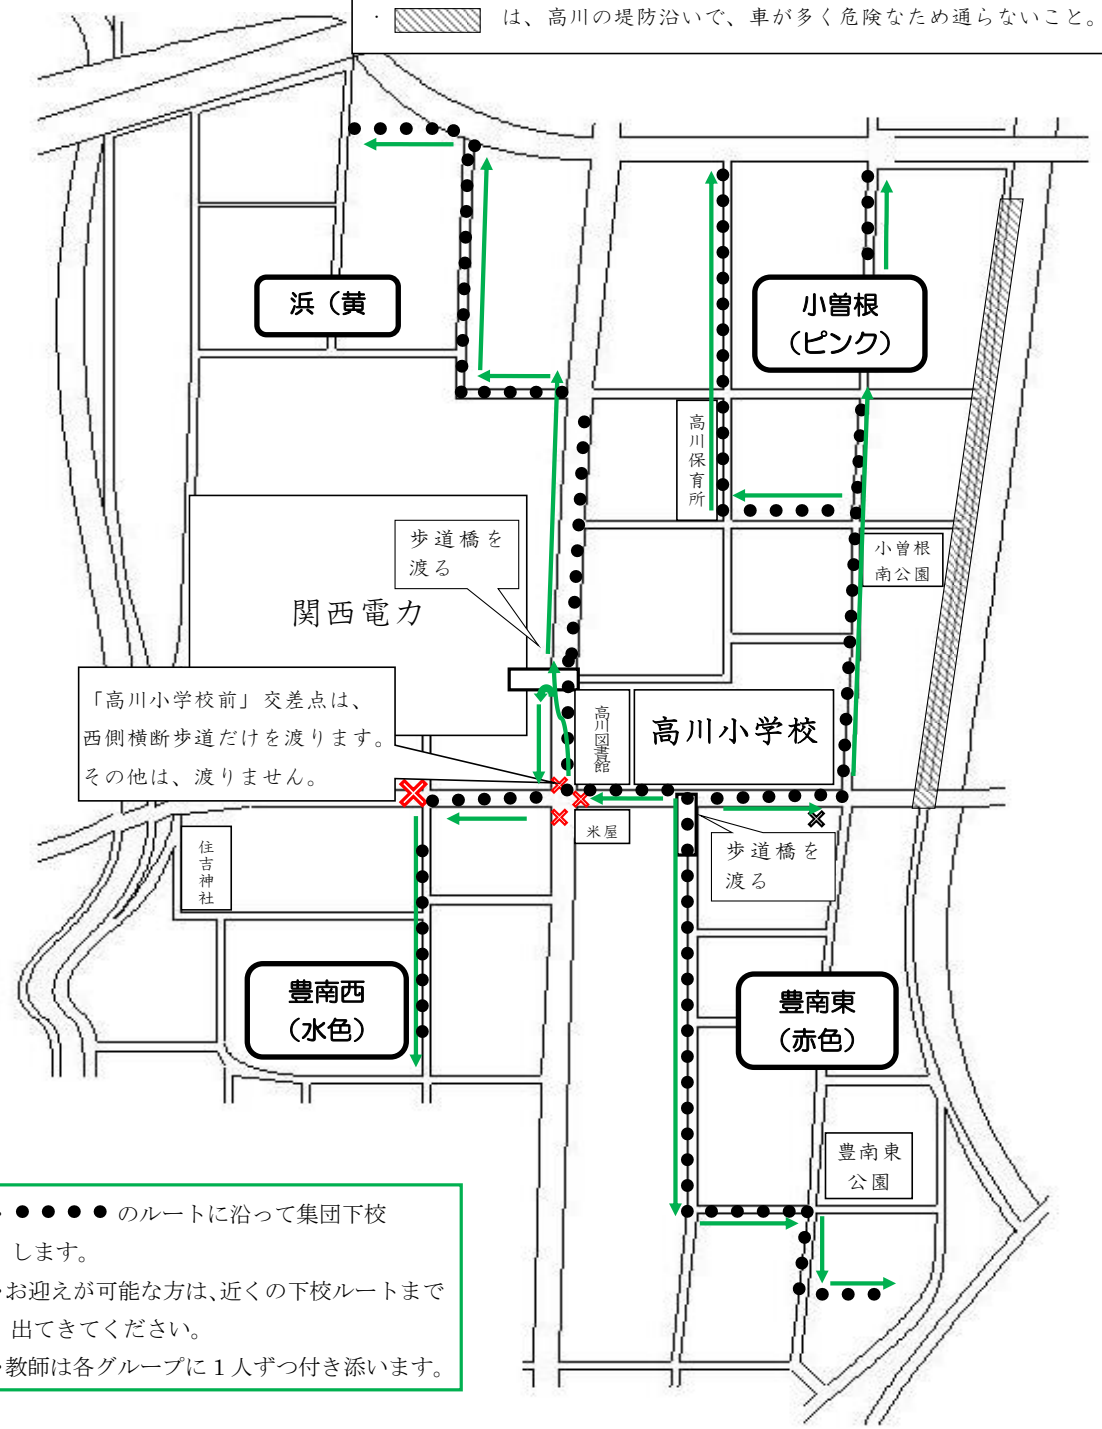 ・　　は、高川の堤防沿いで、車が多く危険なため通らないこと。
浜（黄
小曽根
（ピンク）
高川保育所
歩道橋を
渡る
小曽根
南公園
関西電力
「高川小学校前」交差点は、
西側横断歩道だけを渡ります。
その他は、渡りません。
高川図書館
高川小学校
米屋
住吉神社
歩道橋を
渡る
豊南西
（水色）
豊南東
（赤色）
豊南東
公園
・●●●●のルートに沿って集団下校
します。
・お迎えが可能な方は、近くの下校ルートまで
出てきてください。
・教師は各グループに1人ずつ付き添います。